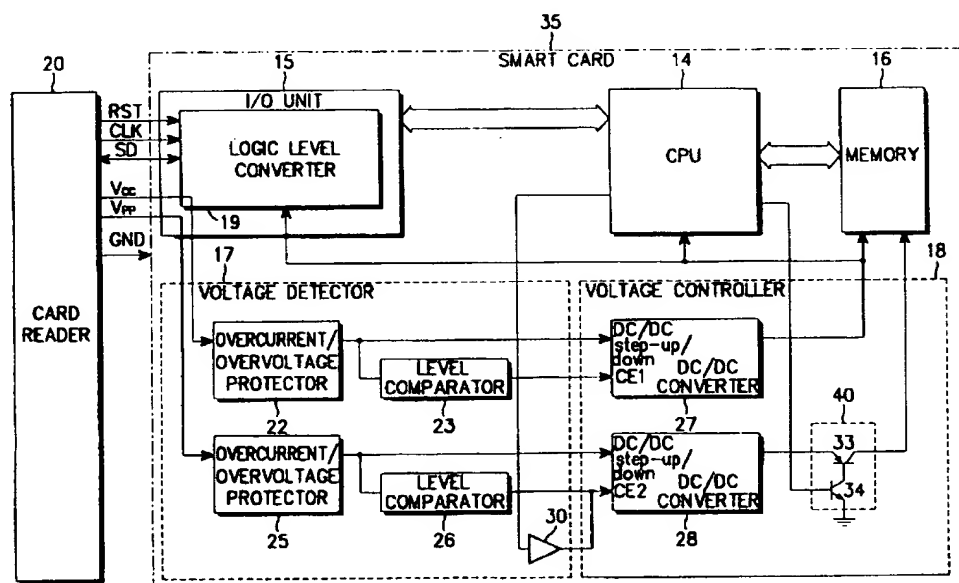 35
20
15
SMART CARD
14
16
I/O UNIT
RST
CLK
SD
LOGIC LEVEL
CONVERTER
CPU
MEMORY
Vcc
Vpp
19
GND
17
18
CARD
READER
VOLTAGE DETECTOR
VOLTAGE CONTROLLER
OVERCURRENT/
OVERVOLTAGE
PROTECTOR
22
LEVEL
COMPARATOR
23
DC/DC
step-up/
down
CE1
DC/DC
CONVERTER
27
40
OVERCURRENT/
OVERVOLTAGE
PROTECTOR
25
LEVEL
COMPARATOR
26
30
DC/DC
step-up/
down
CE2
DC/DC
CONVERTER
28
33
34